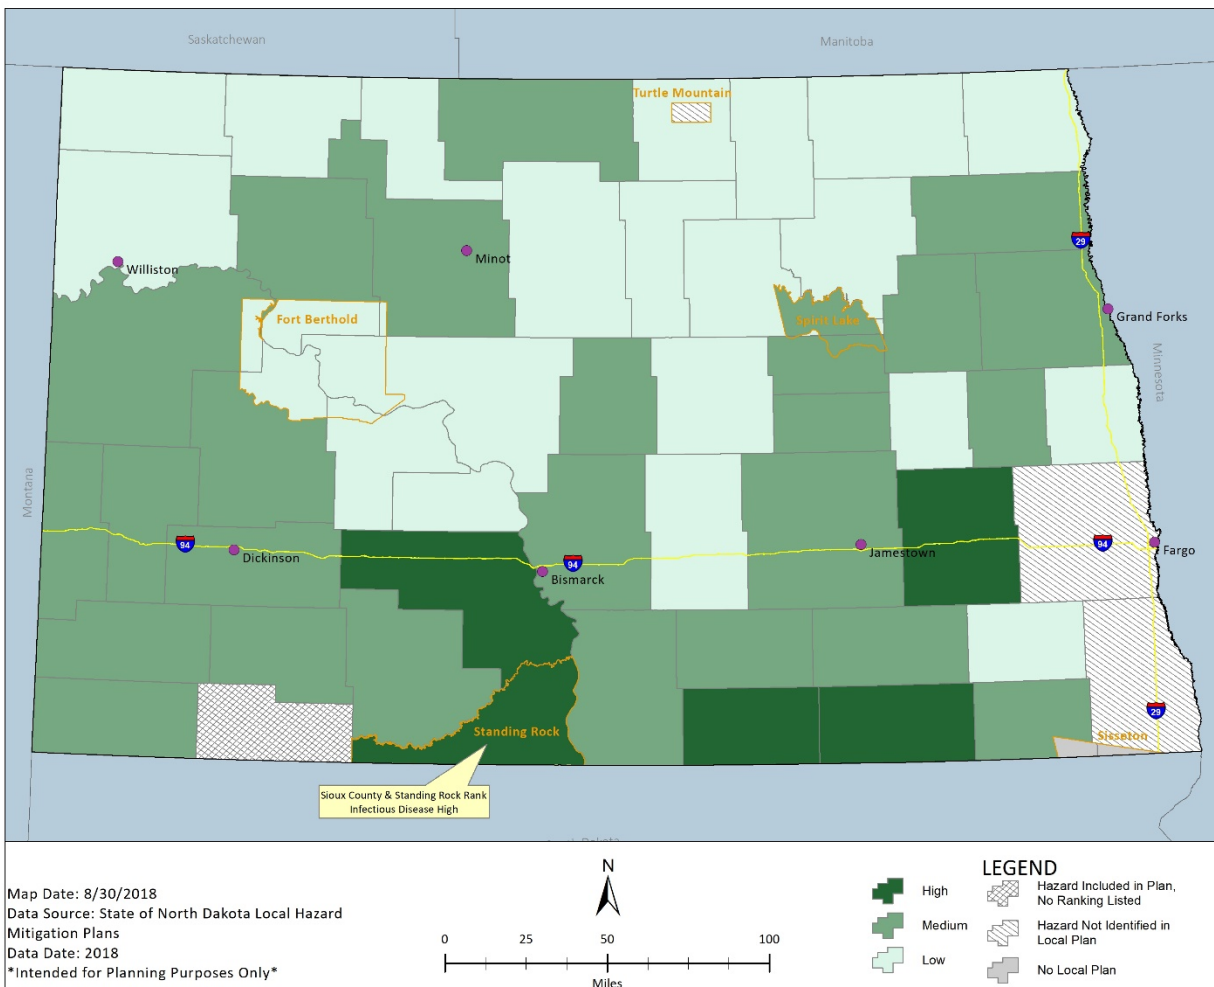 Saskatchewan
Manitoba
Turtle Mountain
29
Minot
Williston
Fort Berthold
Spirit Lake
Grand Forks
Minnesota
Montana
94
Dickinson
94
Bismarck
Jamestown
94
Fargo
29
Standing Rock
Sisseton
Sioux County & Standing Rock Rank
Infectious Disease High
Map Date: 8/30/2018
Data Source: State of North Dakota Local Hazard
Mitigation Plans
Data Date: 2018
*Intended for Planning Purposes Only*
N
0 25 50 100
Miles
LEGEND
High
Medium
Low
Hazard Included in Plan,
No Ranking Listed
Hazard Not Identified in
Local Plan
No Local Plan